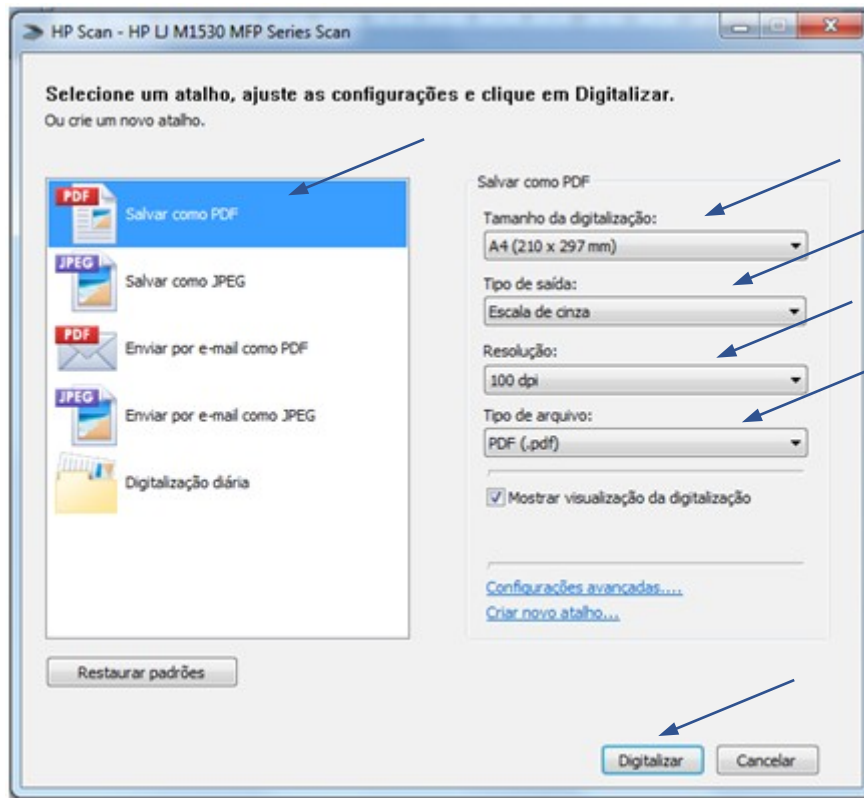 HP Scan - HP LJ M1530 MFP Series Scan
Selecione um atalho, ajuste as configurações e clique em Digitalizar.
Ou crie um novo atalho.
PDF
Salvar como PDF
JPEG
Salvar como JPEG
PDF
Enviar por e-mail como PDF
JPEG
Enviar por e-mail como JPEG
Digitalização diária
Restaurar padrões
Salvar como PDF
Tamanho da digitalização:
A4 (210 x 297 mm)
Tipo de saída:
Escala de cinza
Resolução:
100 dpi
Tipo de arquivo:
PDF (.pdf)
Mostrar visualização da digitalização
Configurações avançadas....
Criar novo atalho...
Digitalizar
Cancelar